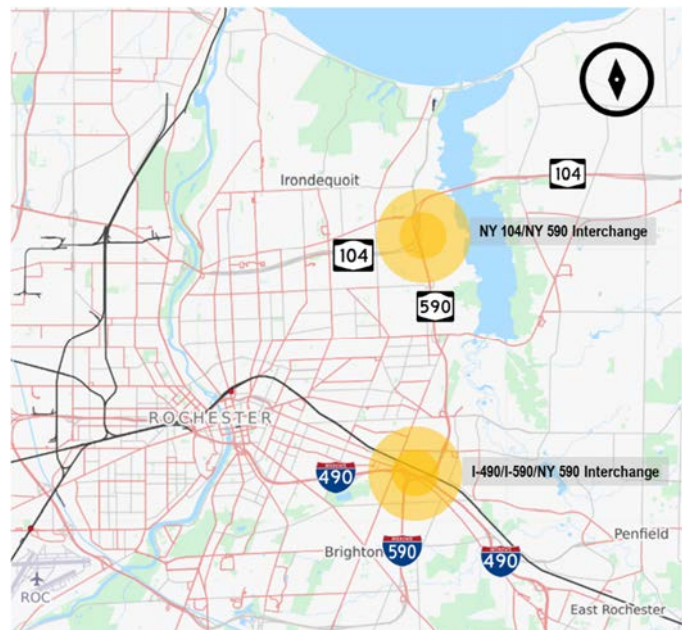 104
Irondequoit
NY 104/NY 590 Interchange
104
590
ROCHESTER
I-490/I-590/NY 590 Interchange
490
Penfield
Brighton
590
490
ROC
East Rochester